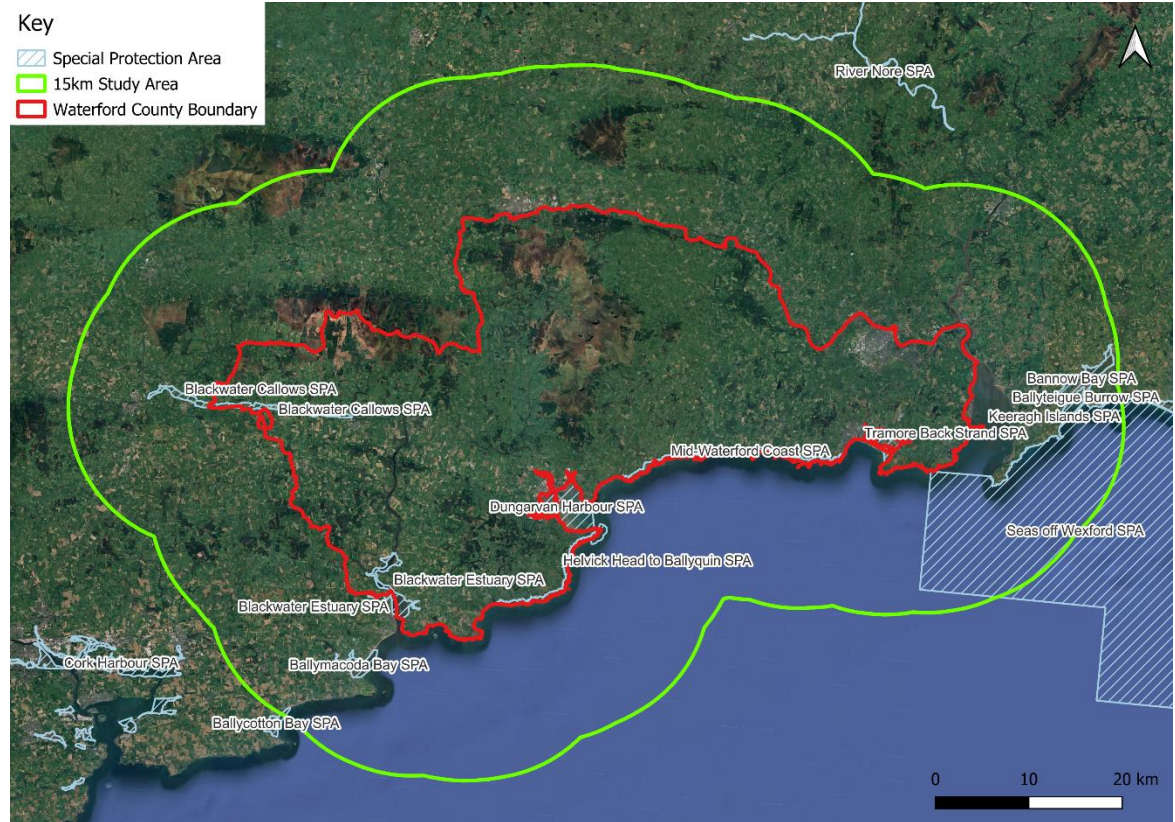 Key
Special Protection Area
15km Study Area
Waterford County Boundary
River Nore SPA
Blackwater Callows SPA
Blackwater Callows SPA
Bannow Bay SPA
Ballyteigue Burrow SPA
Keeragh Islands SPA
Tramore Back Strand SPA
Mid-Waterford Coast SPA
Dungarvan Harbour SPA
Seas off Wexford SPA
Helvick Head to Ballyquin SPA
Blackwater Estuary SPA
Blackwater Estuary SPA
Cork Harbour SPA
Ballymacoda Bay SPA
Ballycotton Bay SPA
0 10 20 km